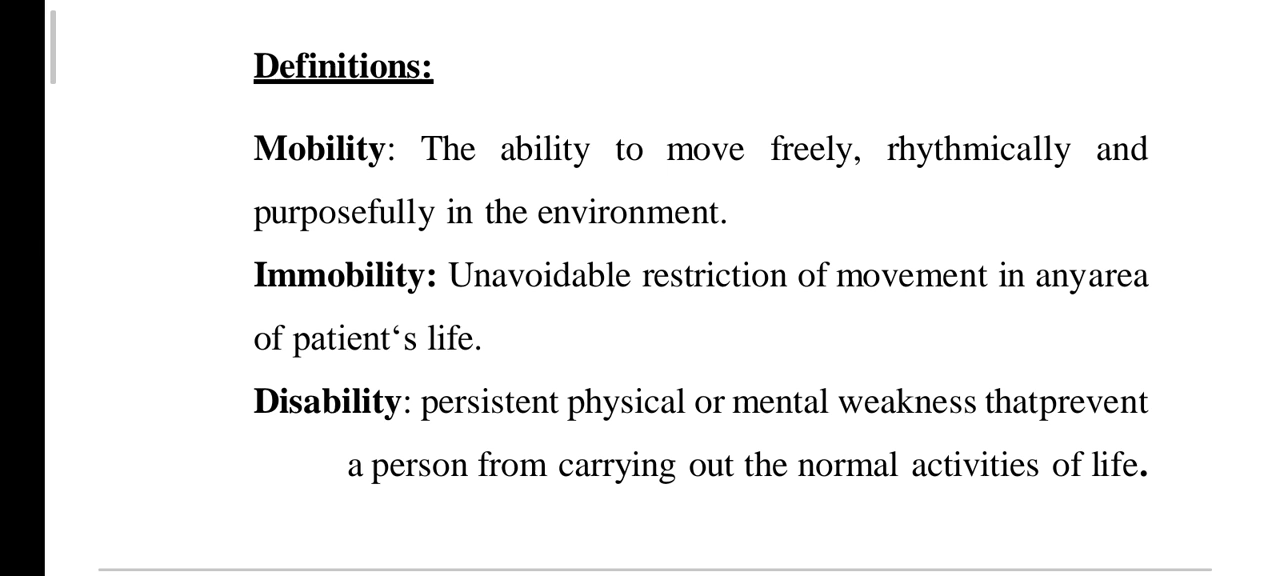 Definitions:
Mobility: The ability to move freely, rhythmically and
purposefully in the environment.
Immobility: Unavoidable restriction of movement in anyarea
of patient‘s life.
Disability: persistent physical or mental weakness thatprevent
a person from carrying out the normal activities of life.